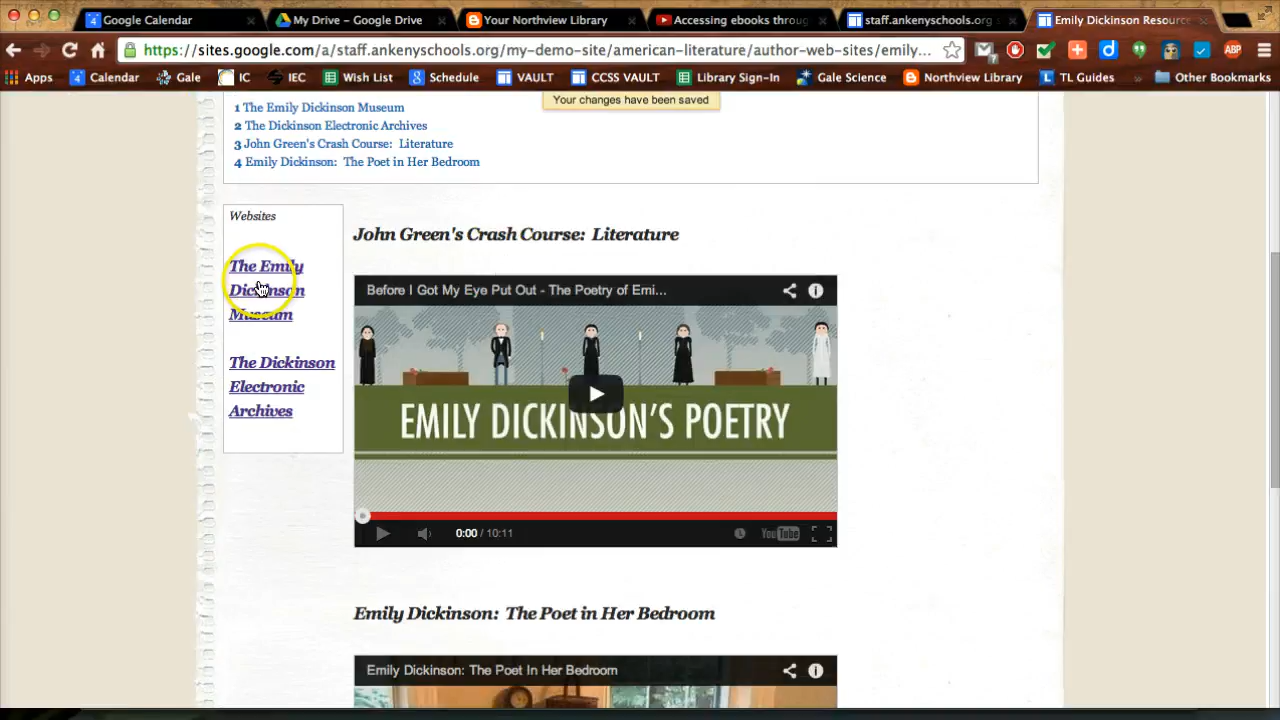 Google Calendar
My Drive – Google Drive
Your Northview Library
Accessing ebooks throug
staff.ankenyschools.org
Emily Dickinson Resourc
https://sites.google.com/a/staff.ankenyschools.org/my-demo-site/american-literature/author-web-sites/emily...
Apps
Calendar
Gale
IC
IEC
Wish List
Schedule
VAULT
CCSS VAULT
Library Sign-In
Gale Science
Northview Library
TL Guides
»
Other Bookmarks
Your changes have been saved
1 The Emily Dickinson Museum
2 The Dickinson Electronic Archives
3 John Green's Crash Course: Literature
4 Emily Dickinson: The Poet in Her Bedroom
Websites
The Emily
Dickinson
Museum
The Dickinson
Electronic
Archives
John Green's Crash Course: Literature
Before I Got My Eye Put Out - The Poetry of Emi...
EMILY DICKINSON'S POETRY
0:00 / 10:11
YouTube
Emily Dickinson: The Poet in Her Bedroom
Emily Dickinson: The Poet In Her Bedroom